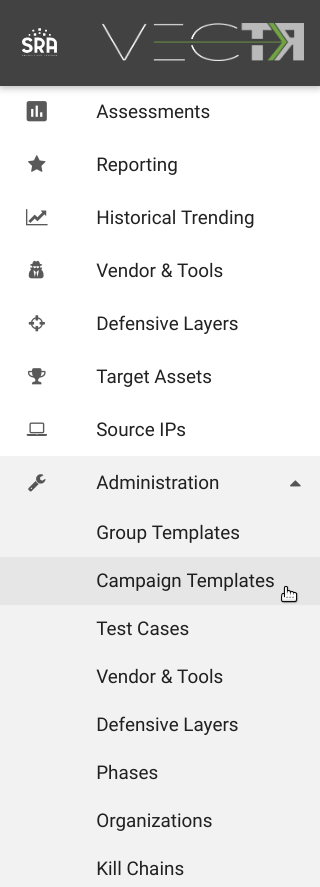 SRA VECTR
Assessments
Reporting
Historical Trending
Vendor & Tools
Defensive Layers
Target Assets
Source IPs
Administration
Group Templates
Campaign Templates
Test Cases
Vendor & Tools
Defensive Layers
Phases
Organizations
Kill Chains